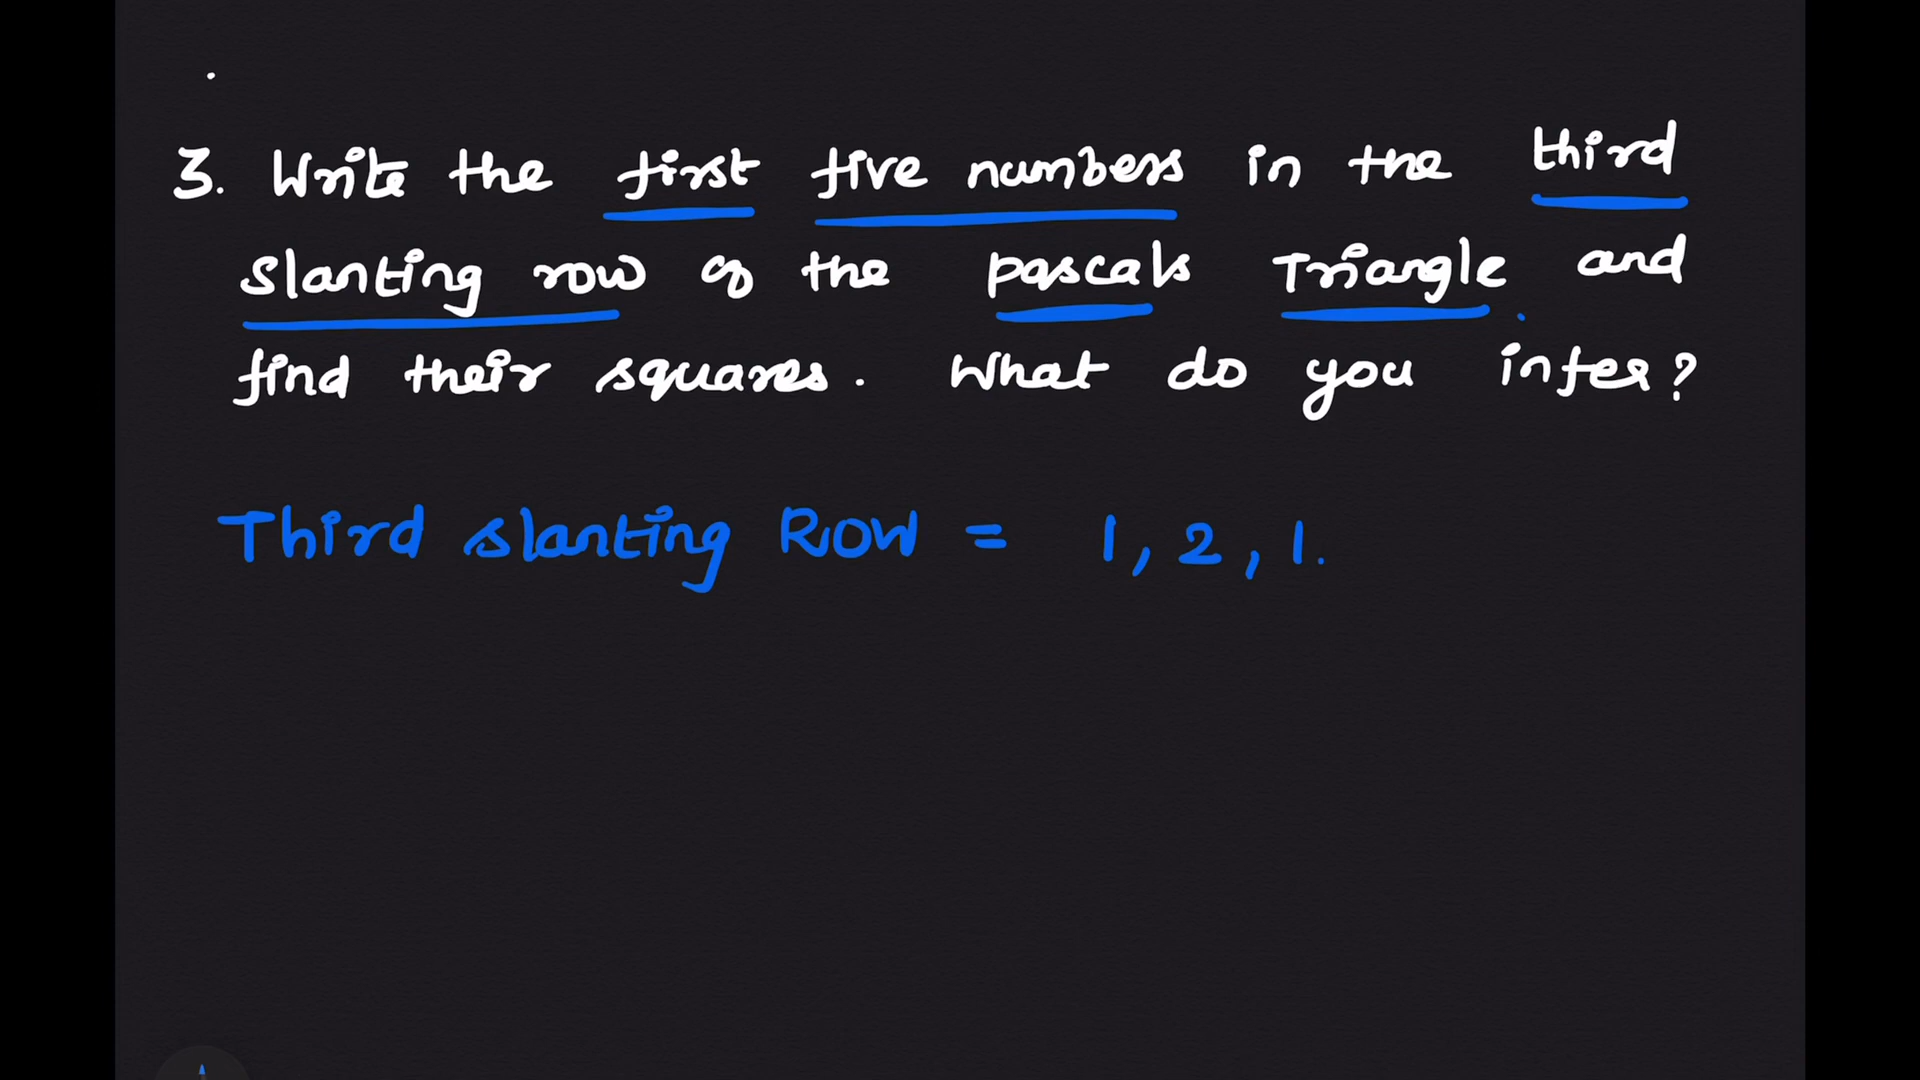 3. Write the first five numbers in the third
slanting row of the pascals Triangle and
find their squares. What do you infer?
Third slanting Row = 1, 2, 1.